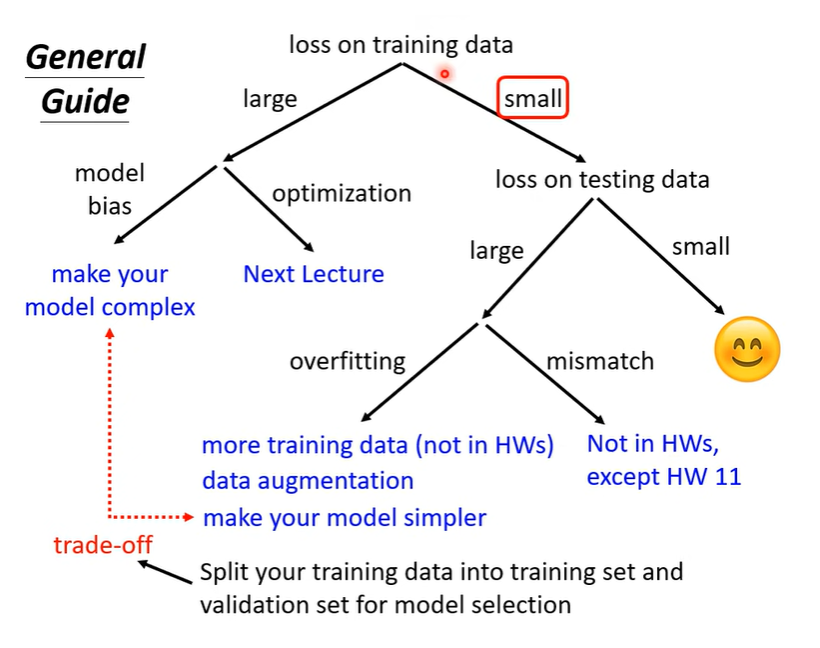 General
Guide
loss on training data
large
small
model
bias
optimization
loss on testing data
make your
model complex
Next Lecture
large
small
overfitting
mismatch
more training data (not in HWs)
data augmentation
make your model simpler
Not in HWs,
except HW 11
trade-off
Split your training data into training set and
validation set for model selection